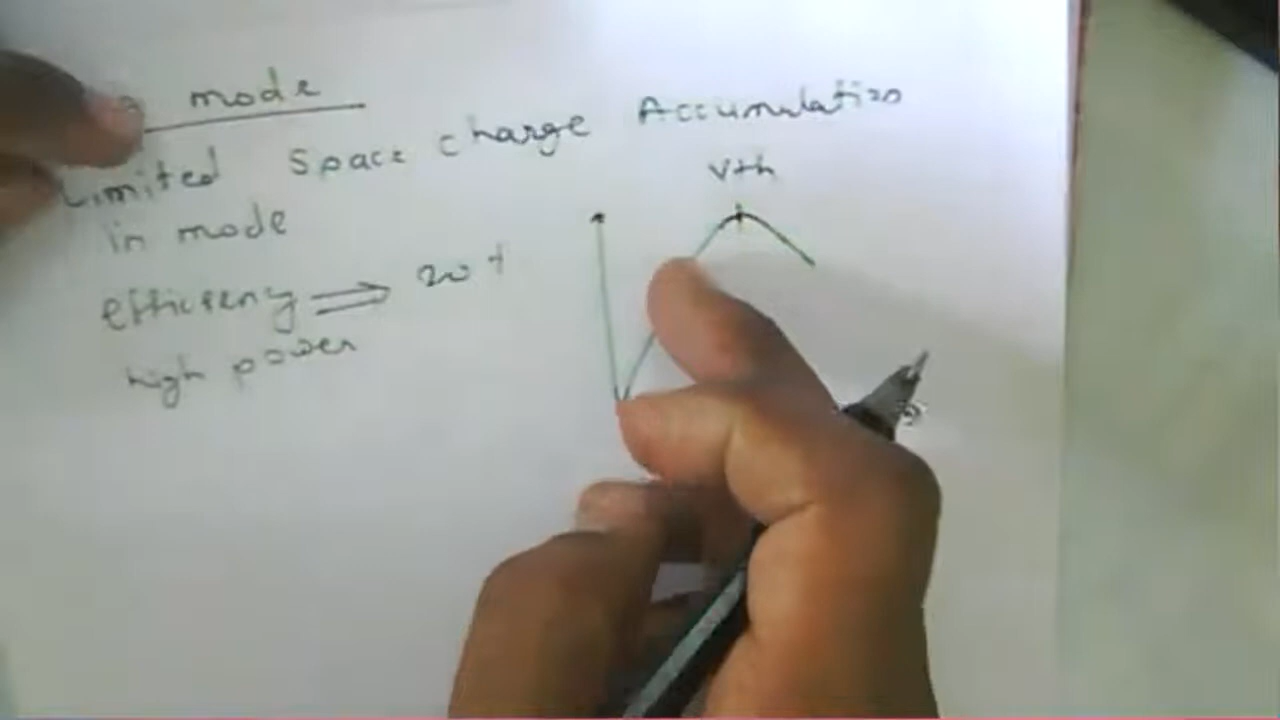 mode
Limited Space charge Accumulation
in mode
Vth
efficieny ⇒ 20 +
high power